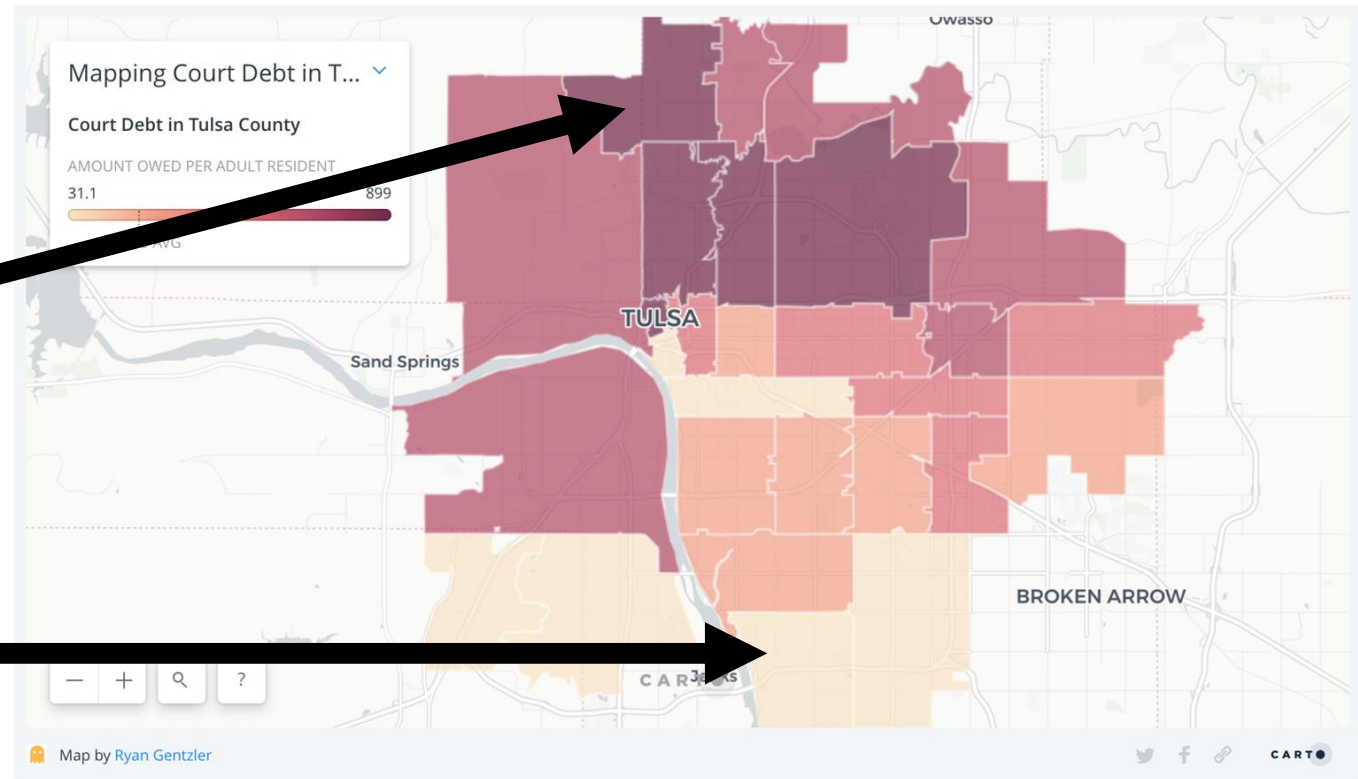 Owasso
Mapping Court Debt in T...
Court Debt in Tulsa County
AMOUNT OWED PER ADULT RESIDENT
31.1 899
AVG
TULSA
Sand Springs
BROKEN ARROW
− +
?
CART
Map by Ryan Gentzler
CARTO